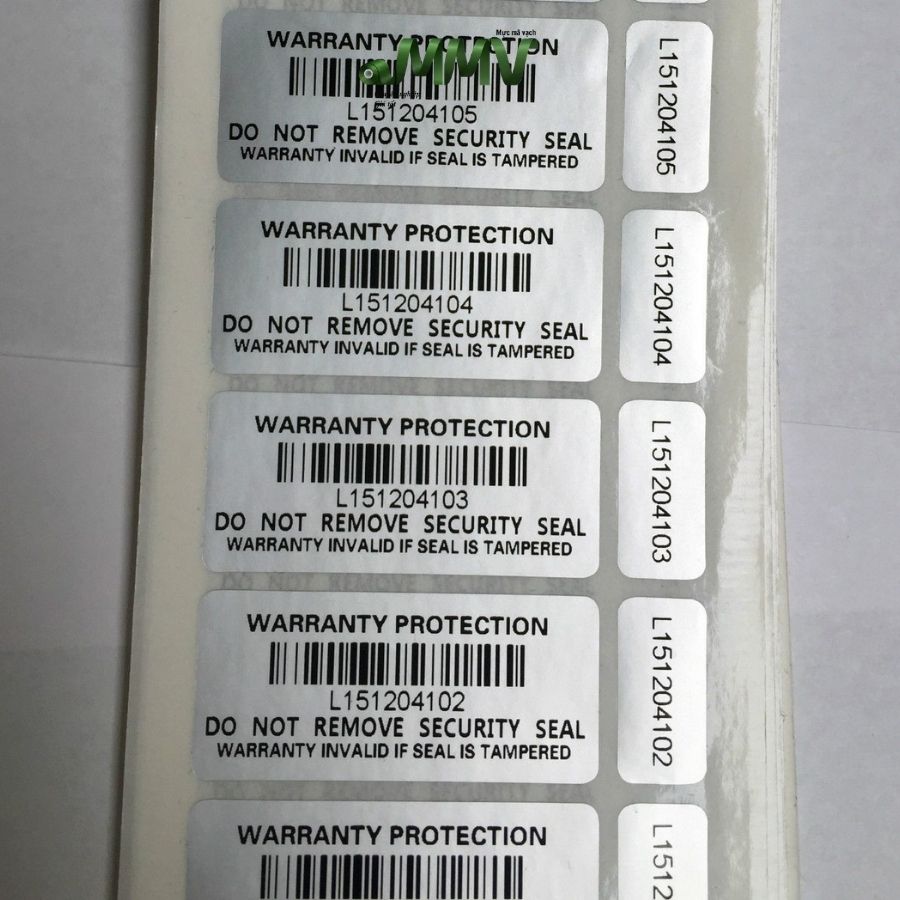 WARRANTY PROTECTION
Mực mã vạch
MMV
L151204105
DO NOT REMOVE SECURITY SEAL
WARRANTY INVALID IF SEAL IS TAMPERED
L151204105
WARRANTY PROTECTION
L151204104
DO NOT REMOVE SECURITY SEAL
WARRANTY INVALID IF SEAL IS TAMPERED
L151204104
WARRANTY PROTECTION
L151204103
DO NOT REMOVE SECURITY SEAL
WARRANTY INVALID IF SEAL IS TAMPERED
L151204103
WARRANTY PROTECTION
L151204102
DO NOT REMOVE SECURITY SEAL
WARRANTY INVALID IF SEAL IS TAMPERED
L151204102
WARRANTY PROTECTION
L1512